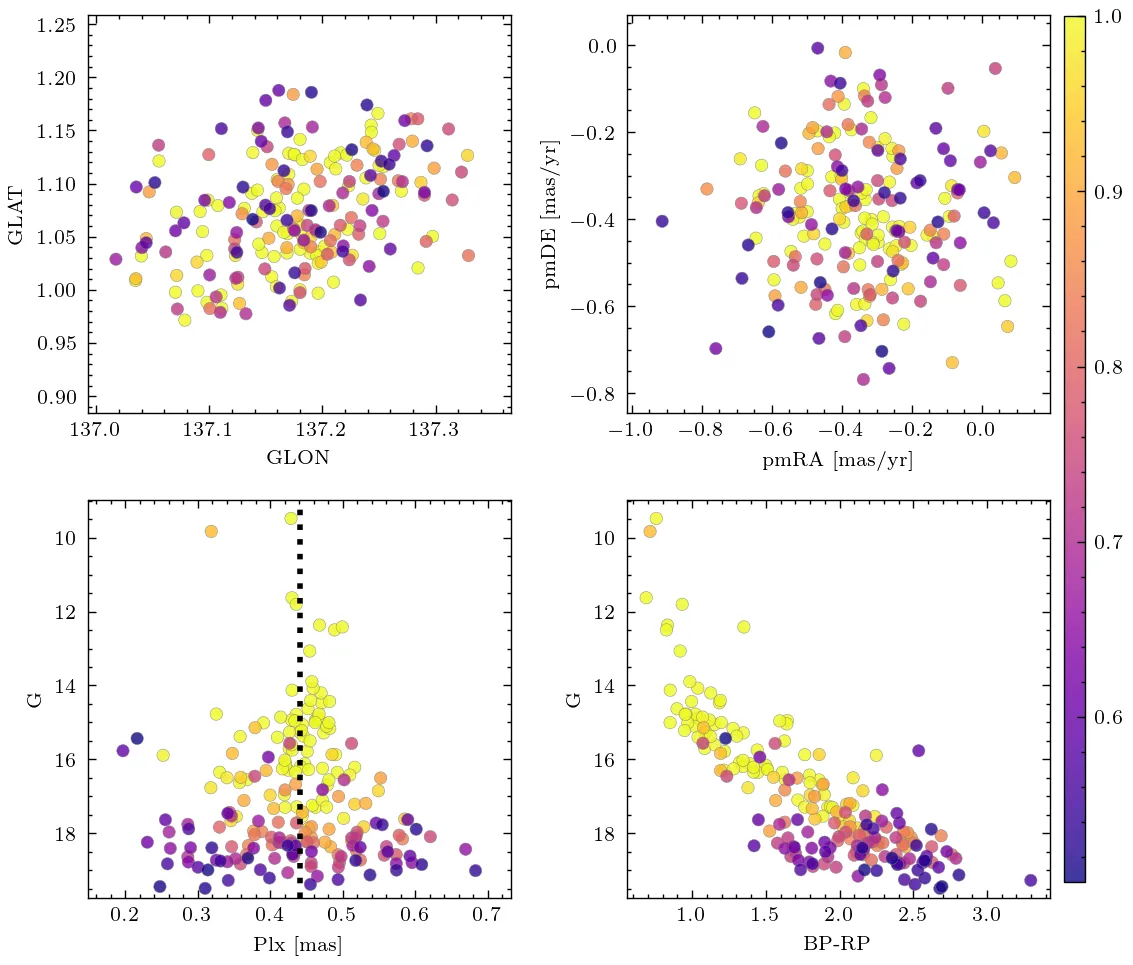 1.25
1.20
1.15
1.10
1.05
1.00
0.95
0.90
GLAT
137.0 137.1 137.2 137.3
GLON
0.0
−0.2
−0.4
−0.6
−0.8
pmDE [mas/yr]
−1.0 −0.8 −0.6 −0.4 −0.2 0.0
pmRA [mas/yr]
1.0
0.9
0.8
0.7
0.6
10
12
14
16
18
G
0.2 0.3 0.4 0.5 0.6 0.7
Plx [mas]
10
12
14
16
18
G
1.0 1.5 2.0 2.5 3.0
BP-RP